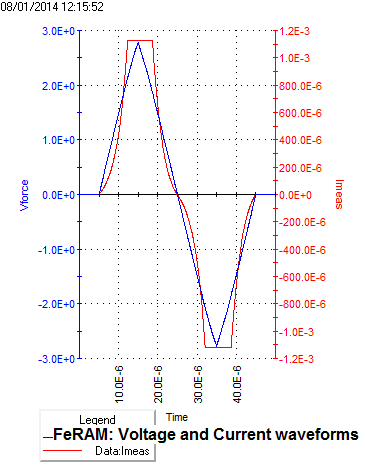 08/01/2014 12:15:52
3.0E+0
2.0E+0
1.0E+0
0.0E+0
-1.0E+0
-2.0E+0
-3.0E+0
Vforce
1.2E-3
1.0E-3
800.0E-6
600.0E-6
400.0E-6
200.0E-6
0.0E+0
-200.0E-6
-400.0E-6
-600.0E-6
-800.0E-6
-1.0E-3
-1.2E-3
Imeas
10.0E-6
20.0E-6
30.0E-6
40.0E-6
Time
Legend
FeRAM: Voltage and Current waveforms
Data:Imeas